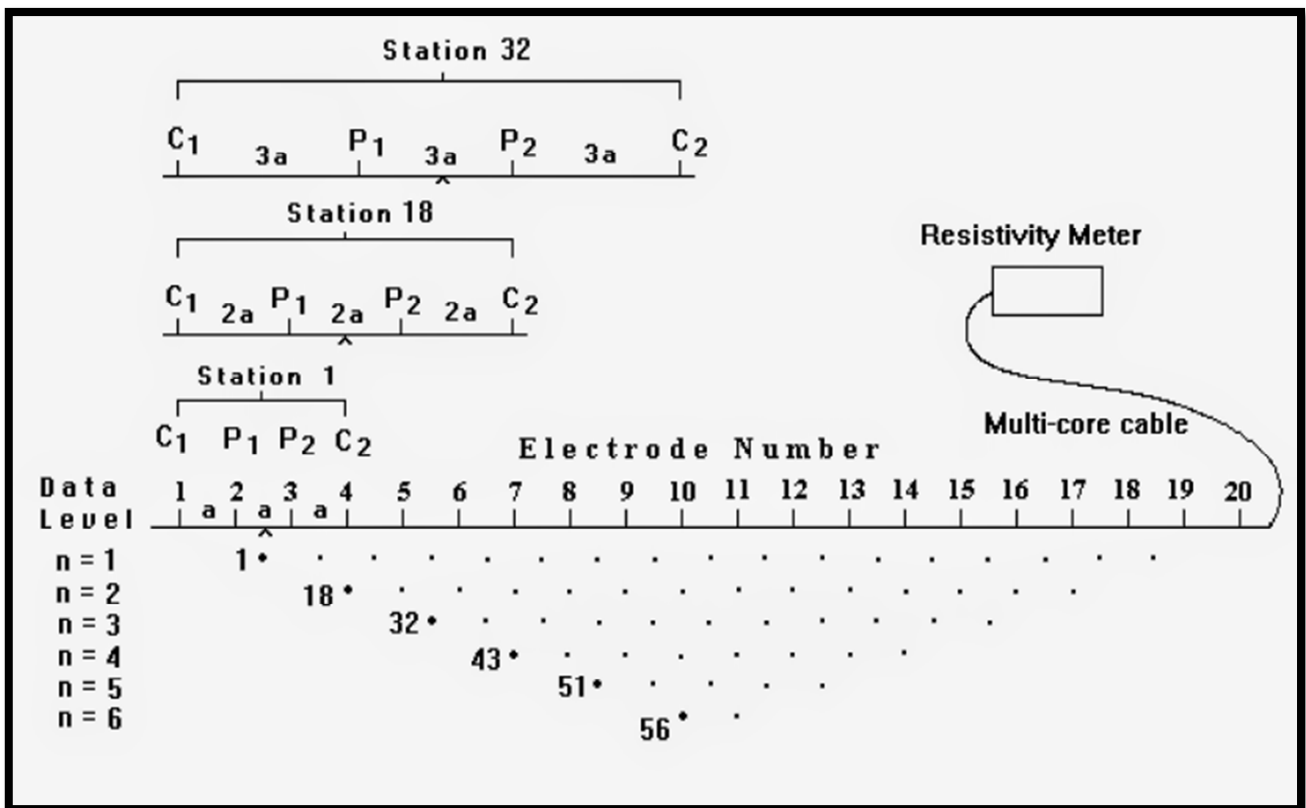 Station 32
C1 3a P1 3a P2 3a C2
Station 18
C1 2a P1 2a P2 2a C2
Resistivity Meter
Station 1
C1 P1 P2 C2
Multi-core cable
Electrode Number
Data Level
1 2 3 4 5 6 7 8 9 10 11 12 13 14 15 16 17 18 19 20
a a a
n = 1 1
n = 2 18
n = 3 32
n = 4 43
n = 5 51
n = 6 56